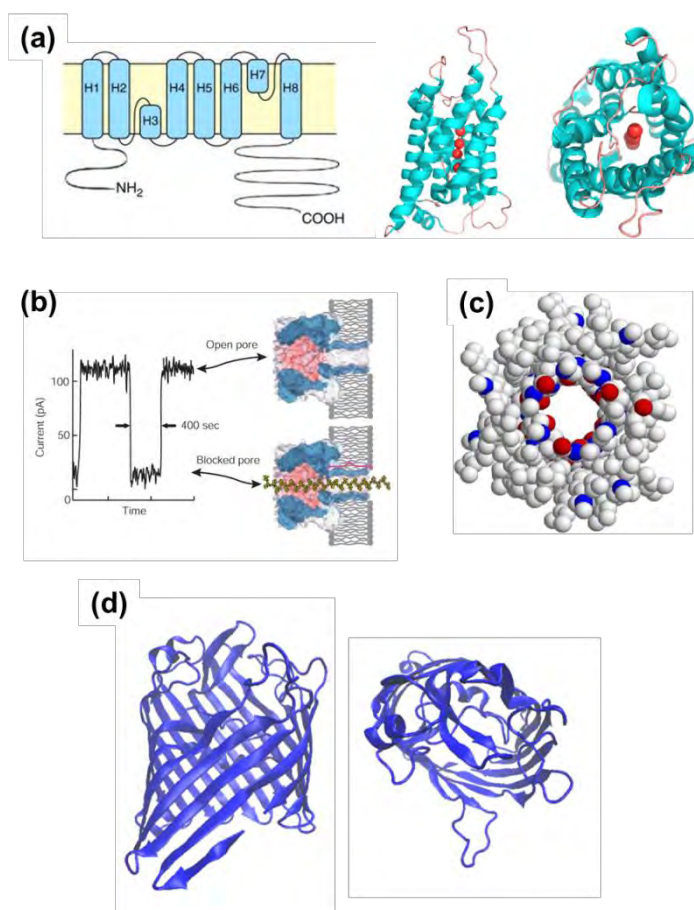 (a)
H1 H2 H3 H4 H5 H6 H7 H8
NH2
COOH
(b)
Current (pA)
100
50
0
400 sec
Time
Open pore
Blocked pore
(c)
(d)